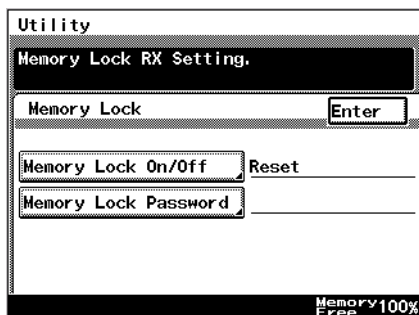 Utility
Memory Lock RX Setting.
Memory Lock
Enter
Memory Lock On/Off
Reset
Memory Lock Password
Memory
Free 100%